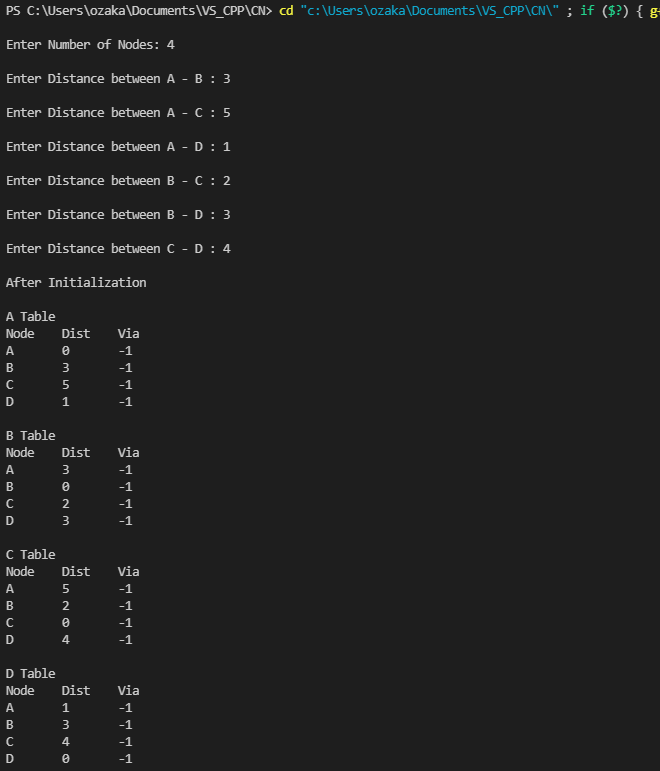 PS C:\Users\ozaka\Documents\VS_CPP\CN> cd "c:\Users\ozaka\Documents\VS_CPP\CN\" ; if ($?) { g
Enter Number of Nodes: 4
Enter Distance between A - B : 3
Enter Distance between A - C : 5
Enter Distance between A - D : 1
Enter Distance between B - C : 2
Enter Distance between B - D : 3
Enter Distance between C - D : 4
After Initialization
A Table
Node Dist Via
A 0 -1
B 3 -1
C 5 -1
D 1 -1
B Table
Node Dist Via
A 3 -1
B 0 -1
C 2 -1
D 3 -1
C Table
Node Dist Via
A 5 -1
B 2 -1
C 0 -1
D 4 -1
D Table
Node Dist Via
A 1 -1
B 3 -1
C 4 -1
D 0 -1